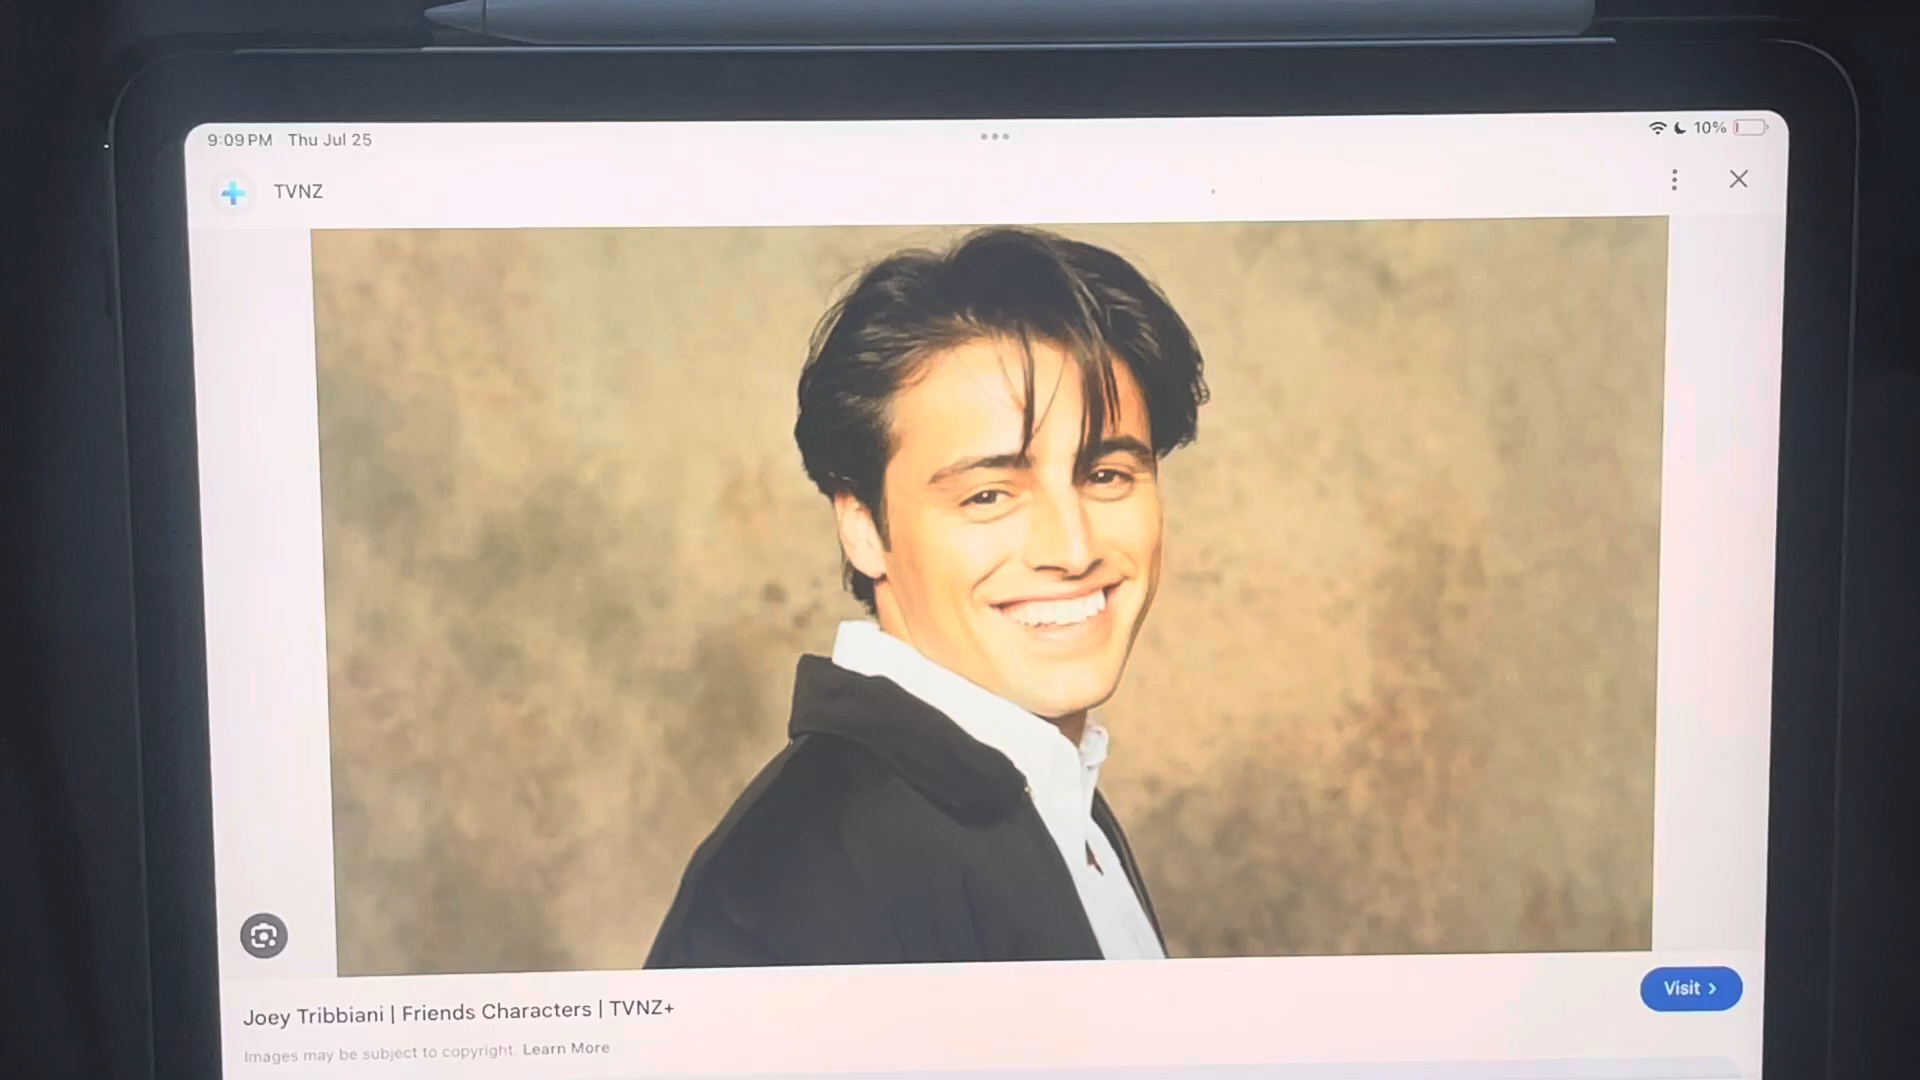 9:09 PM Thu Jul 25
10%
TVNZ
Joey Tribbiani | Friends Characters | TVNZ+
Visit >
Images may be subject to copyright. Learn More